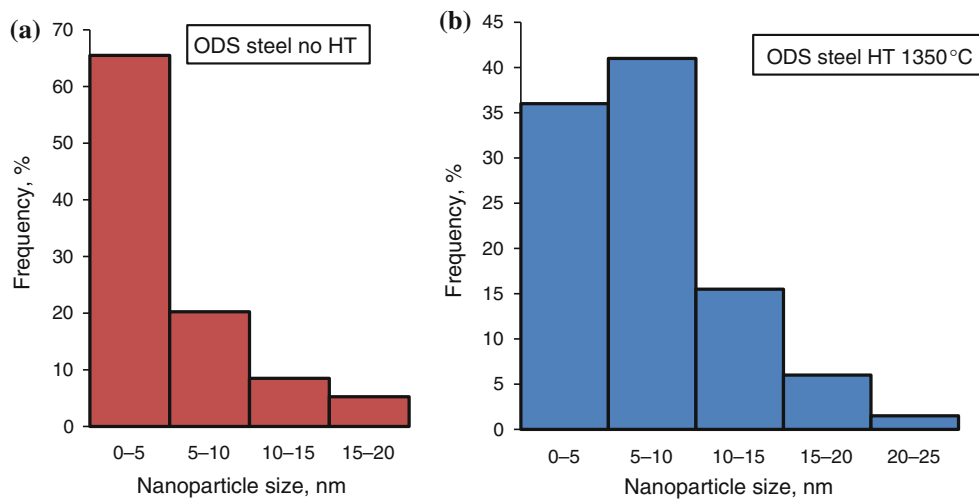 (a)
ODS steel no HT
Frequency, %
70
60
50
40
30
20
10
0
0–5 5–10 10–15 15–20
Nanoparticle size, nm
(b)
ODS steel HT 1350°C
Frequency, %
45
40
35
30
25
20
15
10
5
0
0–5 5–10 10–15 15–20 20–25
Nanoparticle size, nm